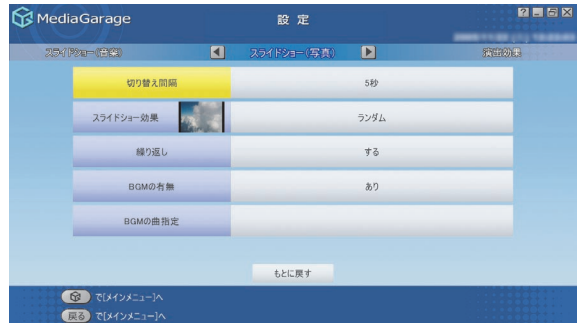 MediaGarage
設定
スライドショー(音楽)
スライドショー(写真)
演出効果
切り替え間隔
5秒
スライドショー効果
ランダム
繰り返し
する
BGMの有無
あり
BGMの曲指定
もとに戻す
で[メインメニュー]へ
戻る で[メインメニュー]へ